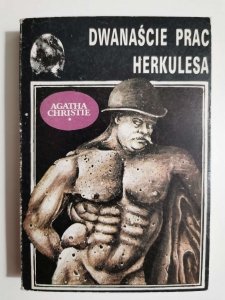 DWANAŚCIE PRAC
HERKULESA
AGATHA
CHRISTIE